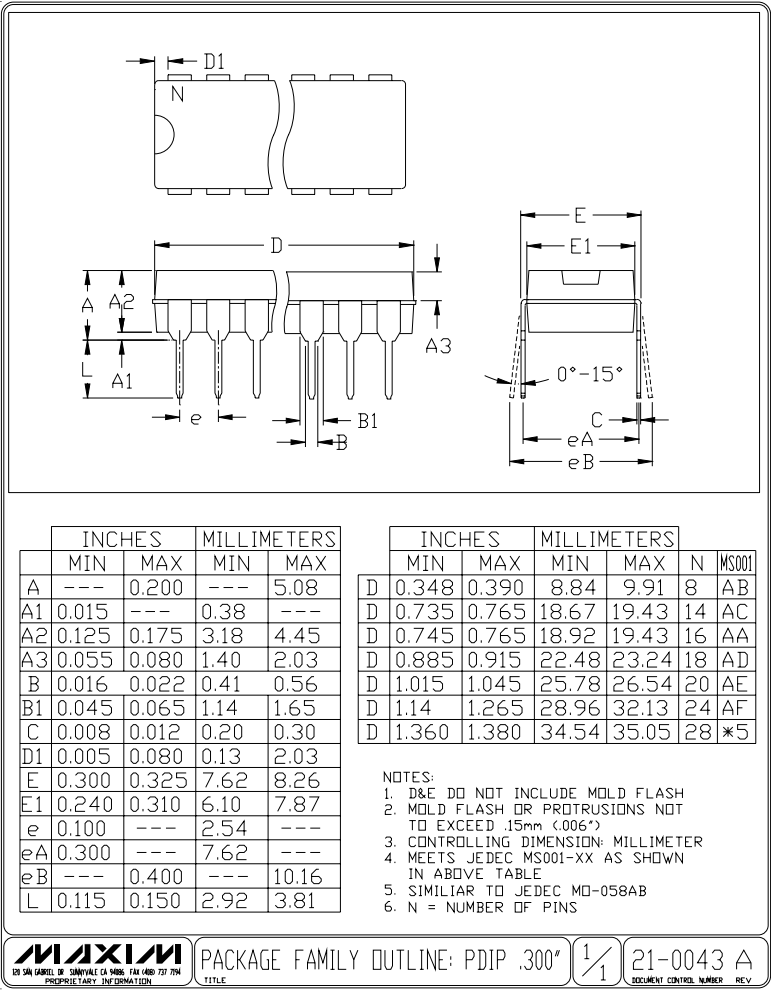 D1
N
D
E
E1
A
A2
A3
L
A1
0°-15°
e
B1
B
C
eA
eB
INCHES MILLIMETERS
MIN MAX MIN MAX
A --- 0.200 --- 5.08
A1 0.015 --- 0.38 ---
A2 0.125 0.175 3.18 4.45
A3 0.055 0.080 1.40 2.03
B 0.016 0.022 0.41 0.56
B1 0.045 0.065 1.14 1.65
C 0.008 0.012 0.20 0.30
D1 0.005 0.080 0.13 2.03
E 0.300 0.325 7.62 8.26
E1 0.240 0.310 6.10 7.87
e 0.100 --- 2.54 ---
eA 0.300 --- 7.62 ---
eB --- 0.400 --- 10.16
L 0.115 0.150 2.92 3.81
INCHES MILLIMETERS
MIN MAX MIN MAX N MS001
D 0.348 0.390 8.84 9.91 8 AB
D 0.735 0.765 18.67 19.43 14 AC
D 0.745 0.765 18.92 19.43 16 AA
D 0.885 0.915 22.48 23.24 18 AD
D 1.015 1.045 25.78 26.54 20 AE
D 1.14 1.265 28.96 32.13 24 AF
D 1.360 1.380 34.54 35.05 28 *5
NOTES:
1. D&E DO NOT INCLUDE MOLD FLASH
2. MOLD FLASH OR PROTRUSIONS NOT
TO EXCEED .15mm (.006")
3. CONTROLLING DIMENSION: MILLIMETER
4. MEETS JEDEC MS001-XX AS SHOWN
IN ABOVE TABLE
5. SIMILIAR TO JEDEC MO-058AB
6. N = NUMBER OF PINS
MAXIM
120 SAN GABRIEL DR SUNNYVALE CA 94086 FAX (408) 737 7194
PROPRIETARY INFORMATION
PACKAGE FAMILY OUTLINE: PDIP .300"
TITLE
1/1
21-0043 A
DOCUMENT CONTROL NUMBER REV